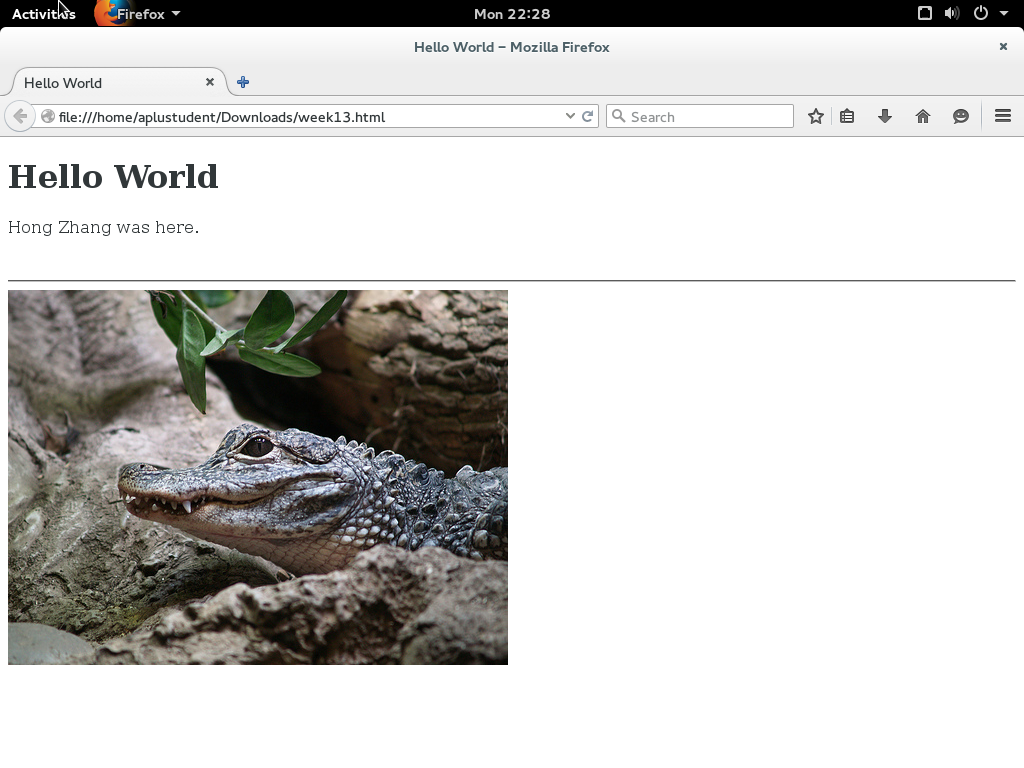 Activities Firefox Mon 22:28
Hello World – Mozilla Firefox
Hello World
file:///home/aplustudent/Downloads/week13.html Search
Hello World
Hong Zhang was here.